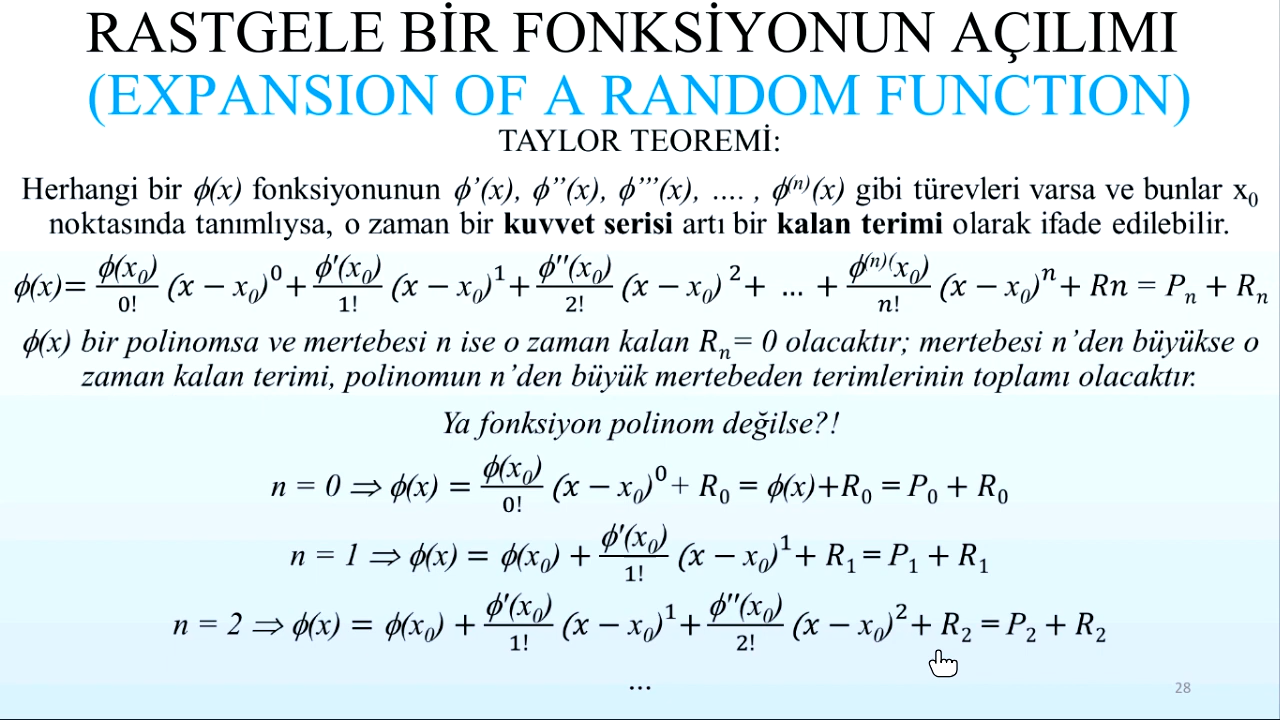 RASTGELE BİR FONKSİYONUN AÇILIMI
(EXPANSION OF A RANDOM FUNCTION)
TAYLOR TEOREMİ:
Herhangi bir ϕ(x) fonksiyonunun ϕ’(x), ϕ’’(x), ϕ’’’(x), .... , ϕ⁽ⁿ⁾(x) gibi türevleri varsa ve bunlar x₀
noktasında tanımlıysa, o zaman bir kuvvet serisi artı bir kalan terimi olarak ifade edilebilir.
ϕ(x)= ϕ(x₀)/0! (x − x₀)⁰+ ϕ′(x₀)/1! (x − x₀)¹+ ϕ′′(x₀)/2! (x − x₀)²+ ... + ϕ⁽ⁿ⁾⁽x₀)/n! (x − x₀)ⁿ+ Rn = Pₙ + Rₙ
ϕ(x) bir polinomsa ve mertebesi n ise o zaman kalan Rₙ= 0 olacaktır; mertebesi n’den büyükse o
zaman kalan terimi, polinomun n’den büyük mertebeden terimlerinin toplamı olacaktır.
Ya fonksiyon polinom değilse?!
n = 0 ⇒ ϕ(x) = ϕ(x₀)/0! (x − x₀)⁰+ R₀ = ϕ(x)+R₀ = P₀ + R₀
n = 1 ⇒ ϕ(x) = ϕ(x₀) + ϕ′(x₀)/1! (x − x₀)¹+ R₁ = P₁ + R₁
n = 2 ⇒ ϕ(x) = ϕ(x₀) + ϕ′(x₀)/1! (x − x₀)¹+ ϕ′′(x₀)/2! (x − x₀)²+ R₂ = P₂ + R₂
...
28